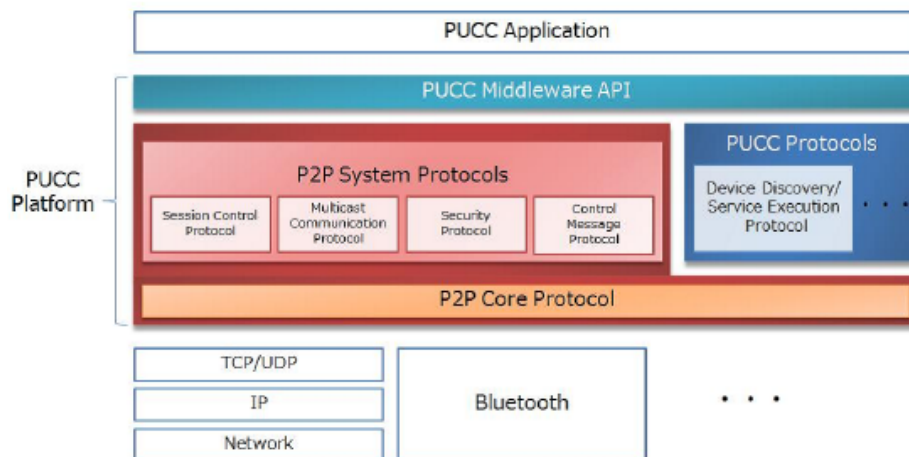 PUCC Application
PUCC Middleware API
PUCC
Platform
P2P System Protocols
Session Control
Protocol
Multicast
Communication
Protocol
Security
Protocol
Control
Message
Protocol
PUCC Protocols
Device Discovery/
Service Execution
Protocol
. . .
P2P Core Protocol
TCP/UDP
IP
Network
Bluetooth
. . .